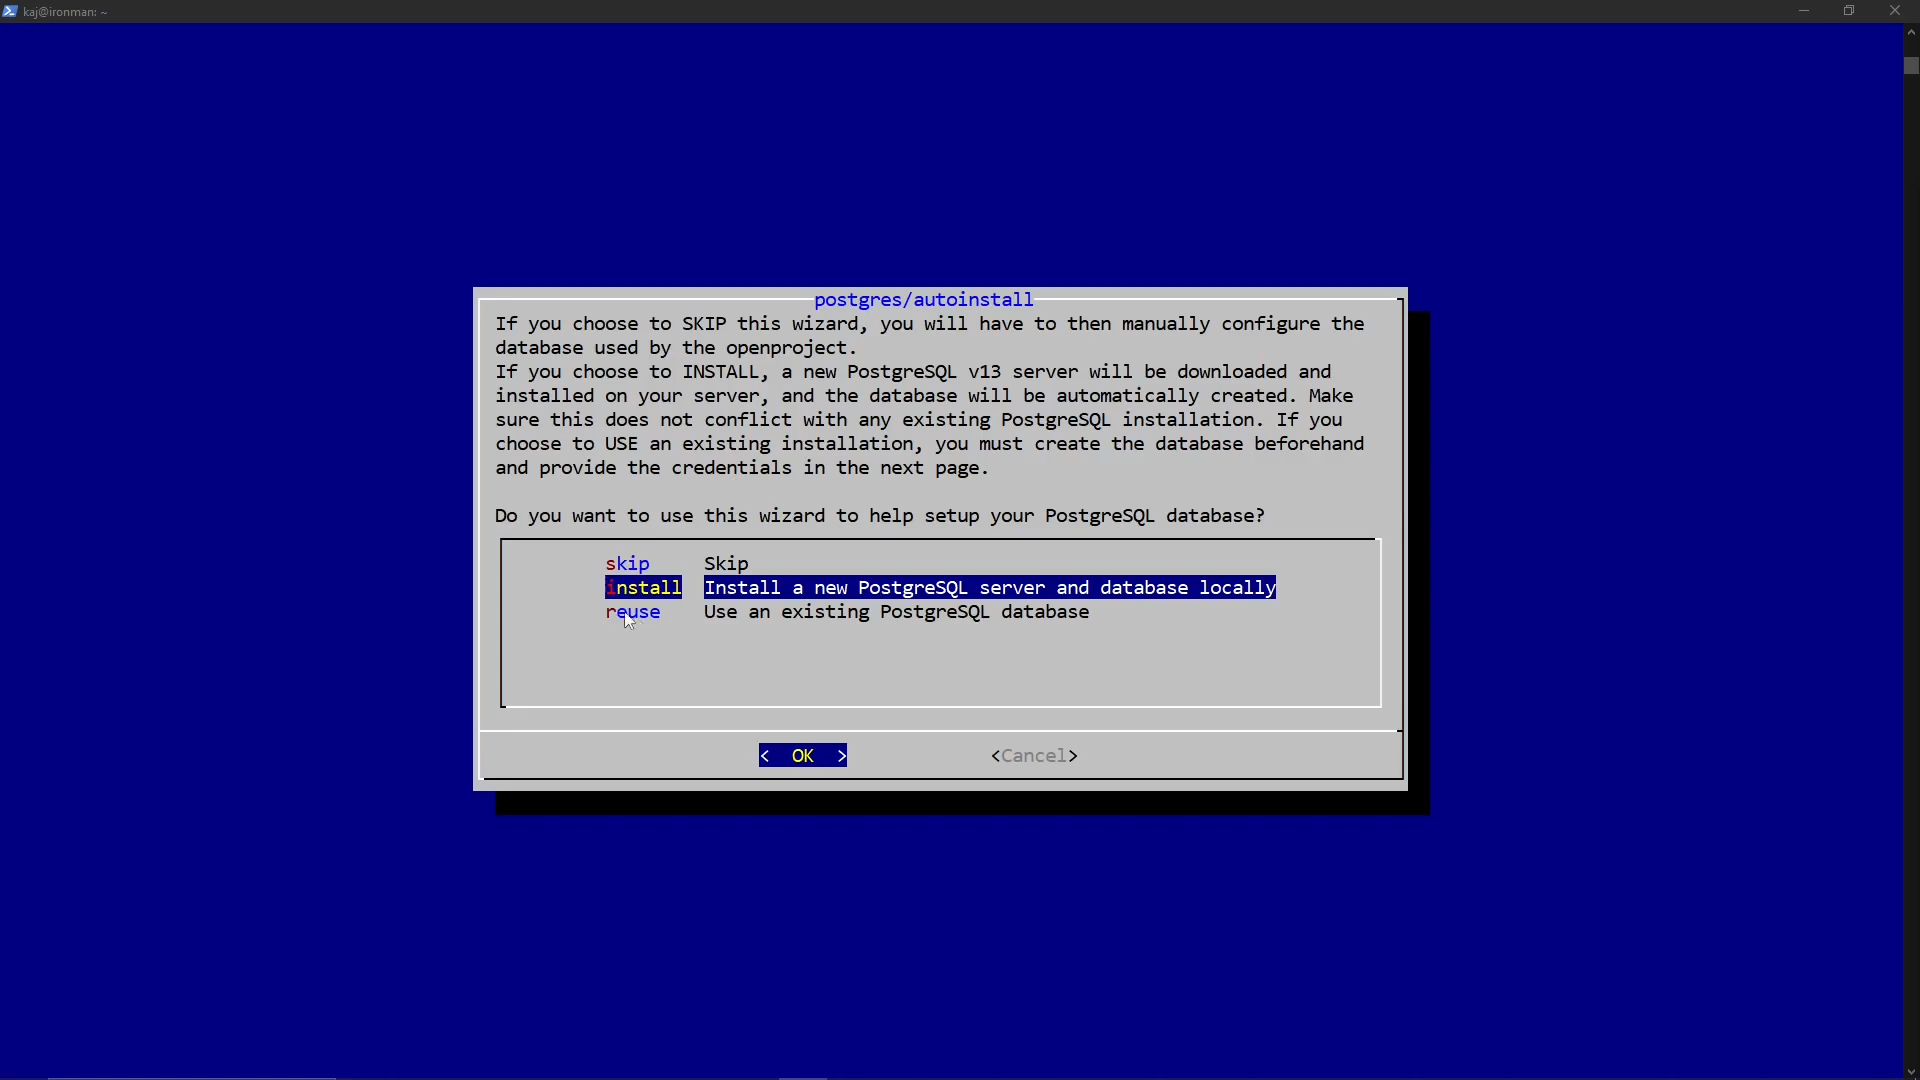 kaj@ironman: ~
postgres/autoinstall
If you choose to SKIP this wizard, you will have to then manually configure the
database used by the openproject.
If you choose to INSTALL, a new PostgreSQL v13 server will be downloaded and
installed on your server, and the database will be automatically created. Make
sure this does not conflict with any existing PostgreSQL installation. If you
choose to USE an existing installation, you must create the database beforehand
and provide the credentials in the next page.
Do you want to use this wizard to help setup your PostgreSQL database?
skip Skip
install Install a new PostgreSQL server and database locally
reuse Use an existing PostgreSQL database
< OK > <Cancel>